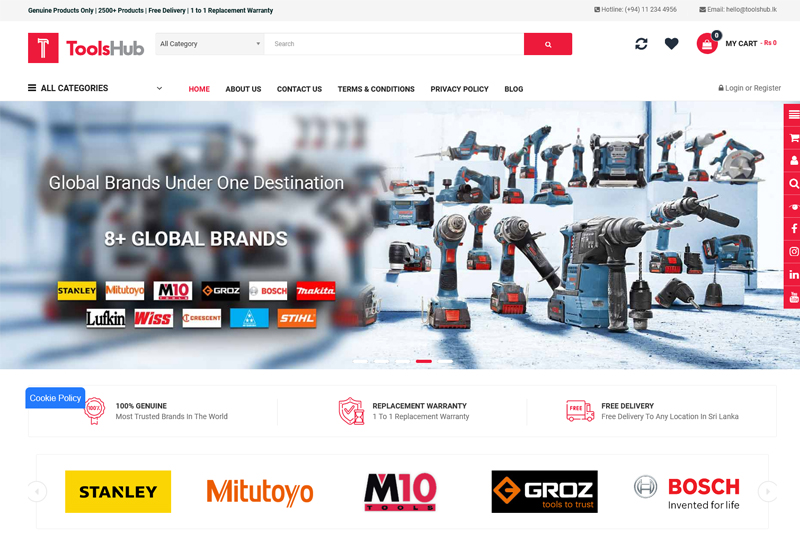 Genuine Products Only | 2500+ Products | Free Delivery | 1 to 1 Replacement Warranty
Hotline: (+94) 11 234 4956
Email: hello@toolshub.lk
ToolsHub
All Category
Search
0
MY CART - Rs 0
ALL CATEGORIES
HOME
ABOUT US
CONTACT US
TERMS & CONDITIONS
PRIVACY POLICY
BLOG
Login or Register
Global Brands Under One Destination
8+ GLOBAL BRANDS
STANLEY
Mitutoyo
M10
TOOLS
GROZ
BOSCH
makita
Lufkin
Wiss
CRESCENT
STIHL
Cookie Policy
100%
100% GENUINE
Most Trusted Brands In The World
REPLACEMENT WARRANTY
1 To 1 Replacement Warranty
FREE
FREE DELIVERY
Free Delivery To Any Location In Sri Lanka
STANLEY
Mitutoyo
M10
TOOLS
GROZ
tools to trust
BOSCH
Invented for life